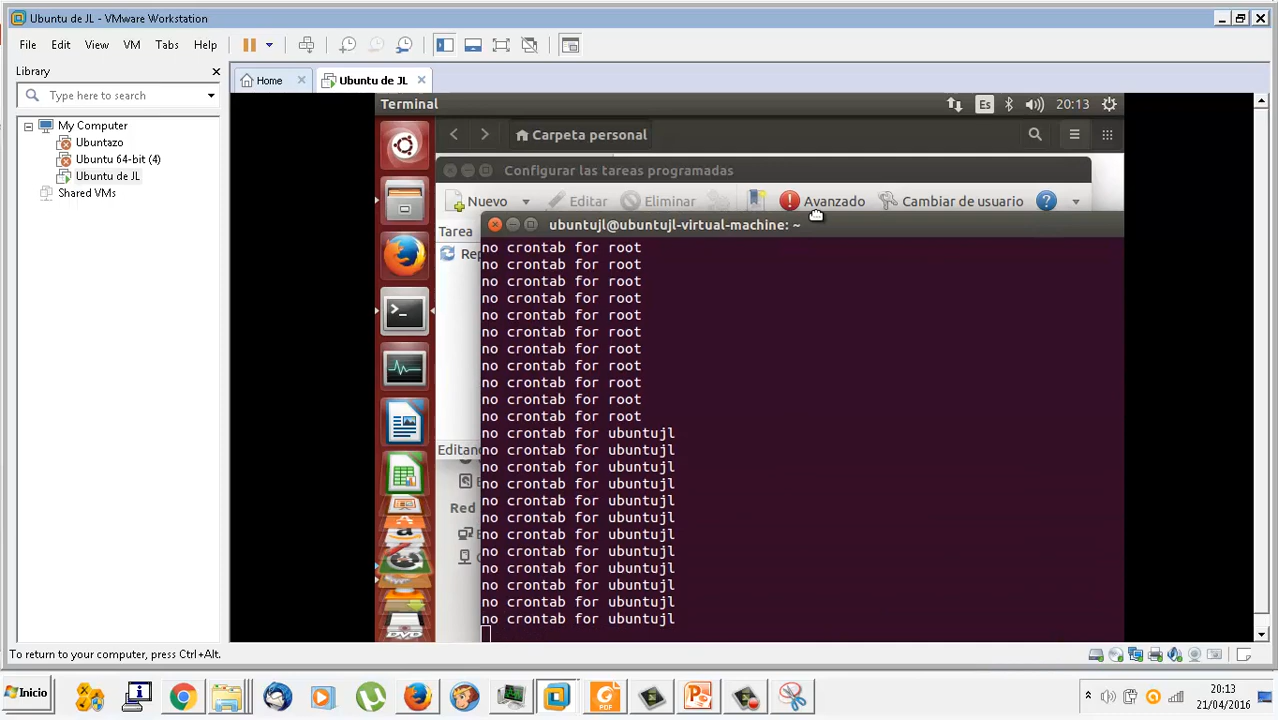 Ubuntu de JL - VMware Workstation
File Edit View VM Tabs Help
Library
Type here to search
My Computer
Ubuntazo
Ubuntu 64-bit (4)
Ubuntu de JL
Shared VMs
Home
Ubuntu de JL
Terminal
Es
20:13
Carpeta personal
Configurar las tareas programadas
Nuevo Editar Eliminar Avanzado Cambiar de usuario
Tarea
ubuntujl@ubuntujl-virtual-machine: ~
no crontab for root
no crontab for root
no crontab for root
no crontab for root
no crontab for root
no crontab for root
no crontab for root
no crontab for root
no crontab for root
no crontab for root
no crontab for root
no crontab for ubuntujl
no crontab for ubuntujl
no crontab for ubuntujl
no crontab for ubuntujl
no crontab for ubuntujl
no crontab for ubuntujl
no crontab for ubuntujl
no crontab for ubuntujl
no crontab for ubuntujl
no crontab for ubuntujl
no crontab for ubuntujl
no crontab for ubuntujl
Rep
Editan
Red
DVD
To return to your computer, press Ctrl+Alt.
Inicio
PDF
20:13
21/04/2016